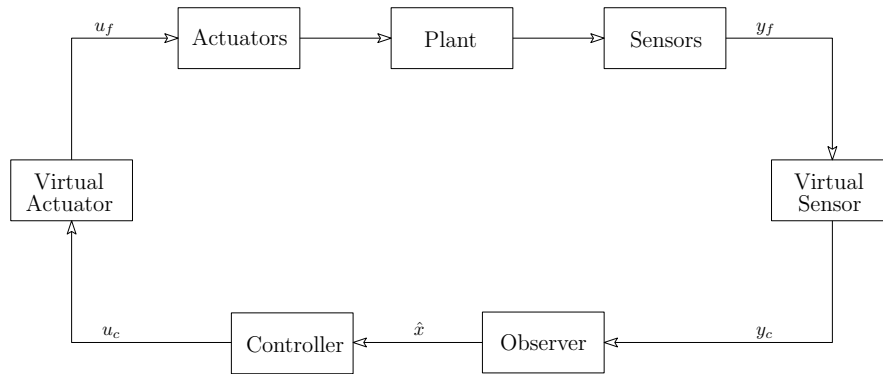 u_f
Actuators
Plant
Sensors
y_f
Virtual
Actuator
Virtual
Sensor
u_c
Controller
x̂
Observer
y_c